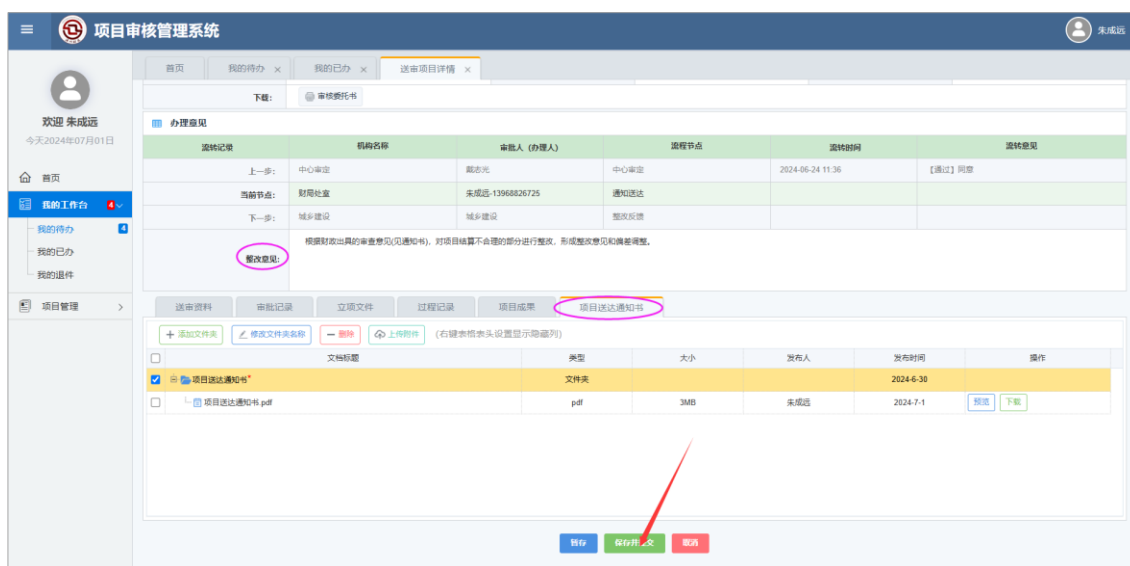 项目审核管理系统
朱成远
首页 我的待办 × 我的已办 × 送审项目详情 ×
欢迎 朱成远
今天2024年07月01日
首页
我的工作台 4
我的待办 4
我的已办
我的退件
项目管理
下载: 审核委托书
办理意见
流转记录 机构名称 审批人 (办理人) 流程节点 流转时间 流转意见
上一步: 中心审定 戴志光 中心审定 2024-06-24 11:36 【通过】同意
当前节点: 财局处室 朱成远-13968826725 通知送达
下一步: 城乡建设 城乡建设 整改反馈
整改意见: 根据财政出具的审查意见(见通知书), 对项目结算不合理的部分进行整改, 形成整改意见和偏差调整。
送审资料 审批记录 立项文件 过程记录 项目成果 项目送达通知书
添加文件夹 修改文件夹名称 删除 上传附件 (右键表格表头设置显示隐藏列)
文档标题 类型 大小 发布人 发布时间 操作
项目送达通知书* 文件夹 2024-6-30
项目送达通知书.pdf pdf 3MB 朱成远 2024-7-1 预览 下载
暂存 保存并提交 取消